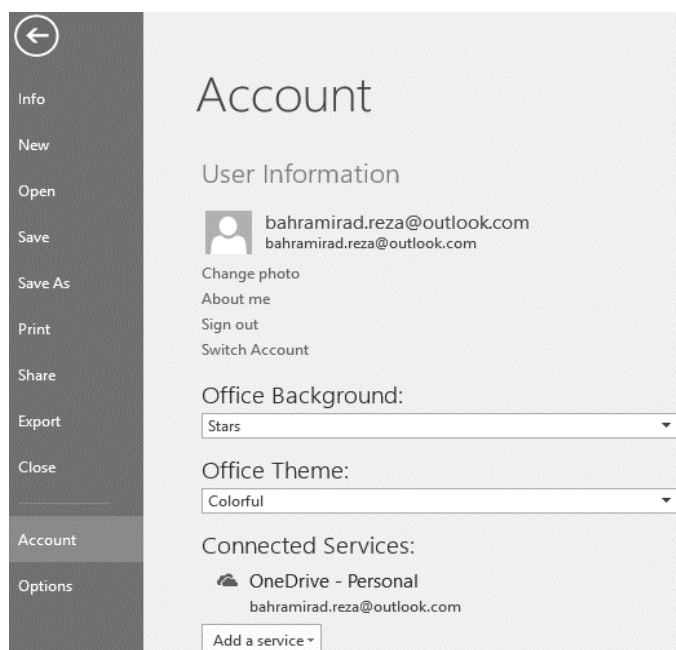 Info
New
Open
Save
Save As
Print
Share
Export
Close
Account
Options
Account
User Information
bahramirad.reza@outlook.com
bahramirad.reza@outlook.com
Change photo
About me
Sign out
Switch Account
Office Background:
Stars
Office Theme:
Colorful
Connected Services:
OneDrive - Personal
bahramirad.reza@outlook.com
Add a service